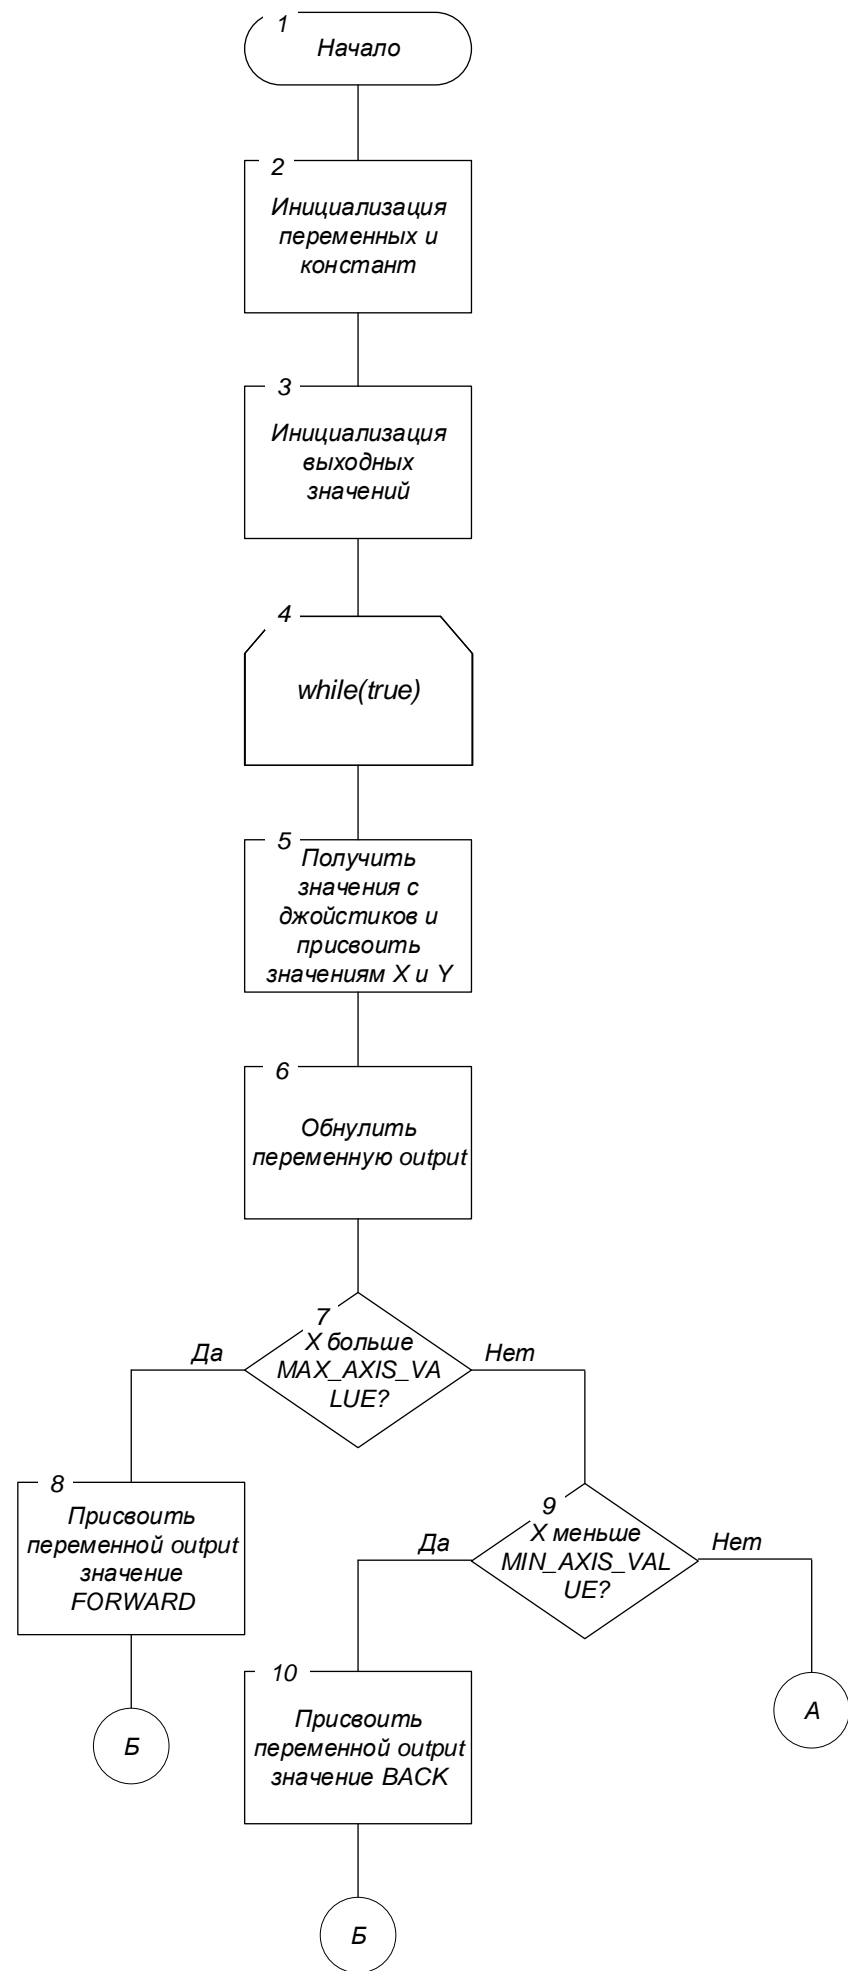 1
Начало
2
Инициализация
переменных и
констант
3
Инициализация
выходных
значений
4
while(true)
5
Получить
значения с
джойстиков и
присвоить
значениям X и Y
6
Обнулить
переменную output
7
X больше
MAX_AXIS_VA
LUE?
Да
Нет
8
Присвоить
переменной output
значение
FORWARD
Б
9
X меньше
MIN_AXIS_VAL
UE?
Да
Нет
10
Присвоить
переменной output
значение BACK
Б
А